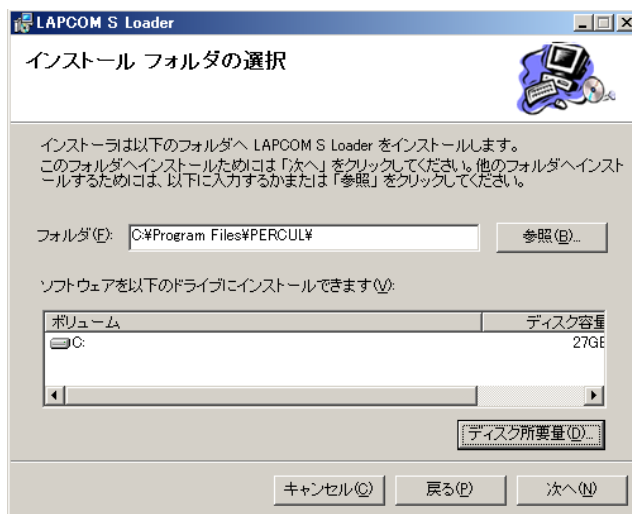 LAPCOM S Loader
インストール フォルダの選択
インストーラは以下のフォルダへ LAPCOM S Loader をインストールします。
このフォルダへインストールためには「次へ」をクリックしてください。他のフォルダへインスト
ールするためには、以下に入力するかまたは「参照」をクリックしてください。
フォルダ(F): C:¥Program Files¥PERCUL¥ 参照(B)...
ソフトウェアを以下のドライブにインストールできます(V):
ボリューム ディスク容量
C: 27GB
ディスク所要量(D)...
キャンセル(C) 戻る(P) 次へ(N)